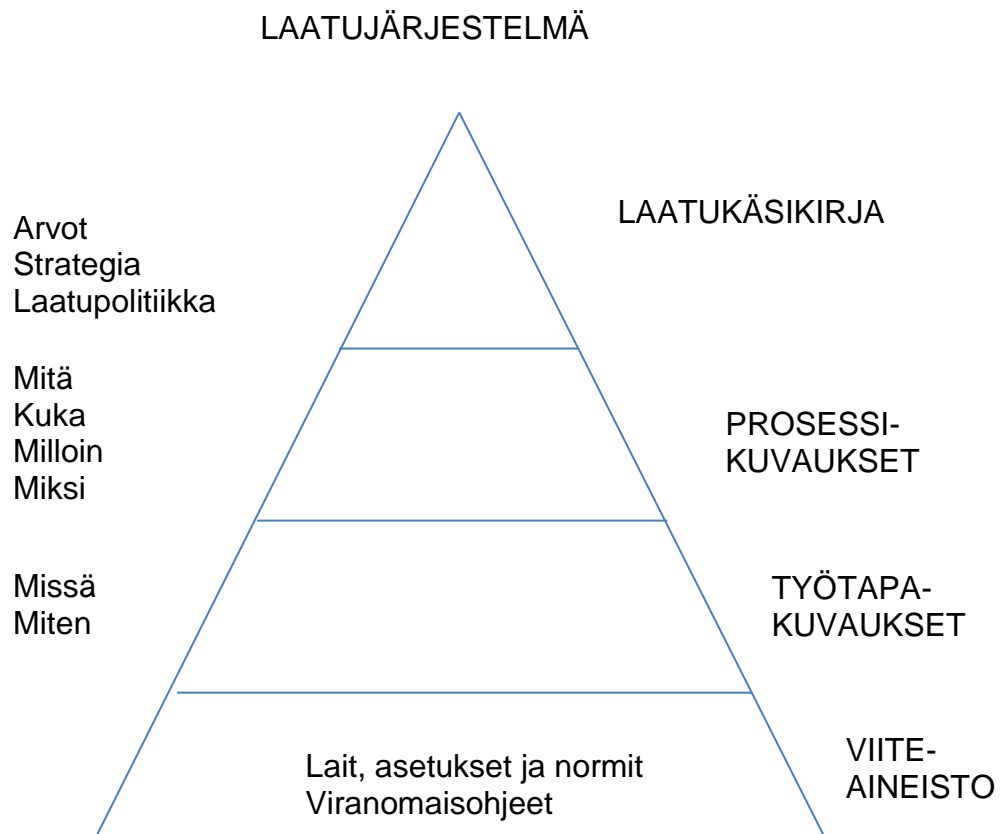 LAATUJÄRJESTELMÄ
LAATUKÄSIKIRJA
Arvot
Strategia
Laatupolitiikka
Mitä
Kuka
Milloin
Miksi
PROSESSI-
KUVAUKSET
Missä
Miten
TYÖTAPA-
KUVAUKSET
Lait, asetukset ja normit
Viranomaisohjeet
VIITE-
AINEISTO